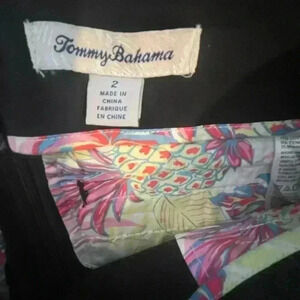 Tommy Bahama
2
MADE IN
CHINA
FABRIQUÉ
EN CHINE